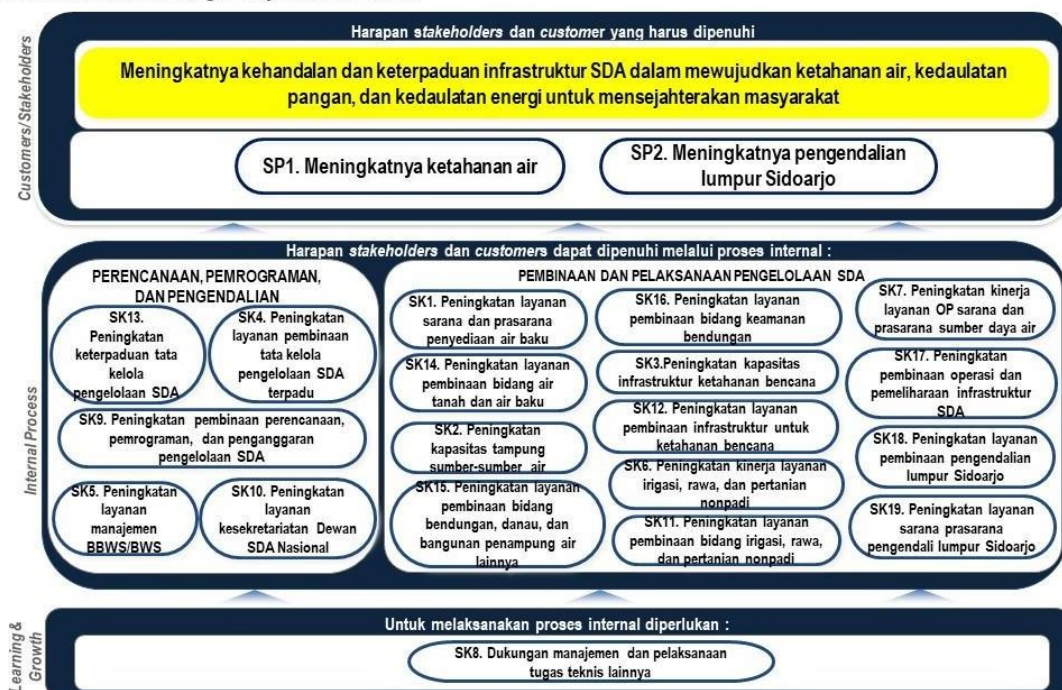 Harapan stakeholders dan customer yang harus dipenuhi
Customers/Stakeholders
Meningkatnya kehandalan dan keterpaduan infrastruktur SDA dalam mewujudkan ketahanan air, kedaulatan
pangan, dan kedaulatan energi untuk mensejahterakan masyarakat
SP1. Meningkatnya ketahanan air
SP2. Meningkatnya pengendalian
lumpur Sidoarjo
Harapan stakeholders dan customers dapat dipenuhi melalui proses internal :
Internal Process
PERENCANAAN, PEMROGRAMAN,
DAN PENGENDALIAN
SK13.
Peningkatan
keterpaduan tata
kelola
pengelolaan SDA
SK4. Peningkatan
layanan pembinaan
tata kelola
pengelolaan SDA
terpadu
SK9. Peningkatan pembinaan perencanaan,
pemrograman, dan penganggaran
pengelolaan SDA
SK5. Peningkatan
layanan
manajemen
BBWS/BWS
SK10. Peningkatan
layanan
kesekretariatan Dewan
SDA Nasional
PEMBINAAN DAN PELAKSANAAN PENGELOLAAN SDA
SK1. Peningkatan layanan
sarana dan prasarana
penyediaan air baku
SK14. Peningkatan layanan
pembinaan bidang air
tanah dan air baku
SK2. Peningkatan
kapasitas tampung
sumber-sumber air
SK15. Peningkatan layanan
pembinaan bidang
bendungan, danau, dan
bangunan penampung air
lainnya
SK16. Peningkatan layanan
pembinaan bidang keamanan
bendungan
SK3.Peningkatan kapasitas
infrastruktur ketahanan bencana
SK12. Peningkatan layanan
pembinaan infrastruktur untuk
ketahanan bencana
SK6. Peningkatan kinerja layanan
irigasi, rawa, dan pertanian
nonpadi
SK11. Peningkatan layanan
pembinaan bidang irigasi, rawa,
dan pertanian nonpadi
SK7. Peningkatan kinerja
layanan OP sarana dan
prasarana sumber daya air
SK17. Peningkatan
pembinaan operasi dan
pemeliharaan infrastruktur
SDA
SK18. Peningkatan layanan
pembinaan pengendalian
lumpur Sidoarjo
SK19. Peningkatan layanan
sarana prasarana
pengendali lumpur Sidoarjo
Learning &
Growth
Untuk melaksanakan proses internal diperlukan :
SK8. Dukungan manajemen dan pelaksanaan
tugas teknis lainnya